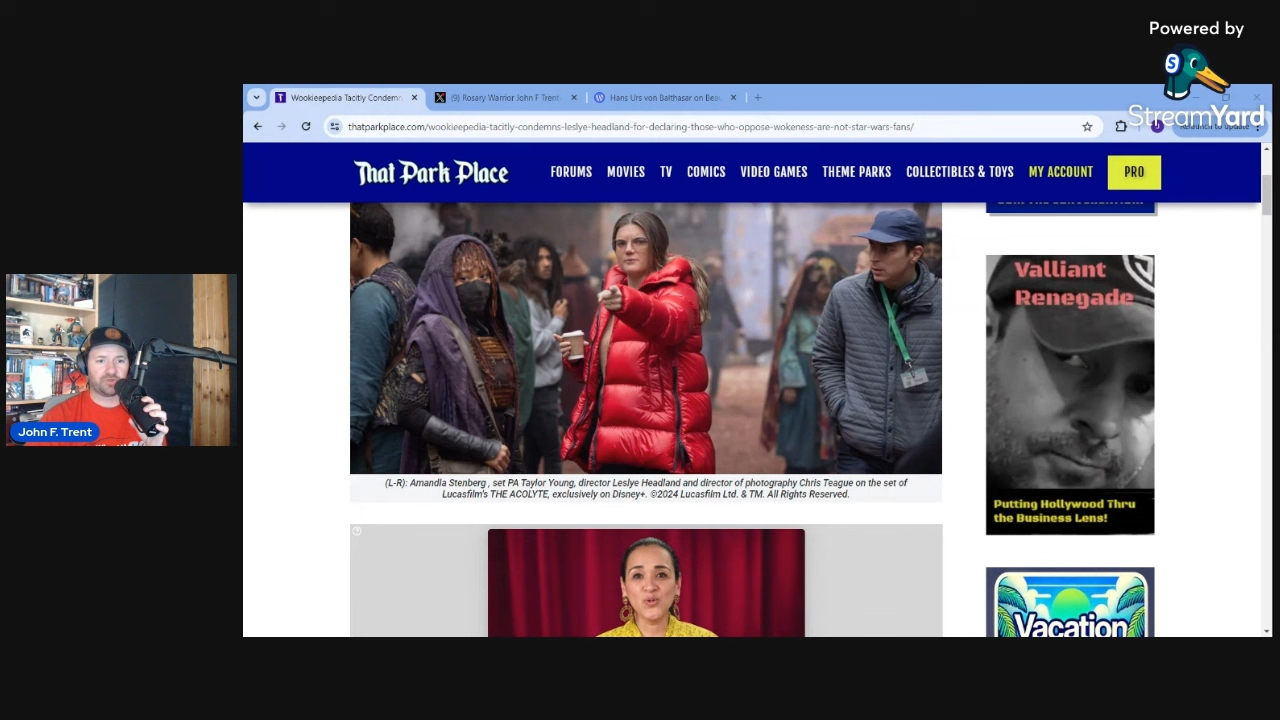 Powered by
S
StreamYard
Wookieepedia Tacitly Condemn
(9) Rosary Warrior John F Trent
Hans Urs von Balthasar on Beau
thatparkplace.com/wookieepedia-tacitly-condemns-leslye-headland-for-declaring-those-who-oppose-wokeness-are-not-star-wars-fans/
Relaunch to update
That Park Place
FORUMS MOVIES TV COMICS VIDEO GAMES THEME PARKS COLLECTIBLES & TOYS MY ACCOUNT PRO
Valliant
Renegade
John F. Trent
(L-R): Amandla Stenberg , set PA Taylor Young, director Leslye Headland and director of photography Chris Teague on the set of
Lucasfilm's THE ACOLYTE, exclusively on Disney+. ©2024 Lucasfilm Ltd. & TM. All Rights Reserved.
Putting Hollywood Thru
the Business Lens!
Vacation